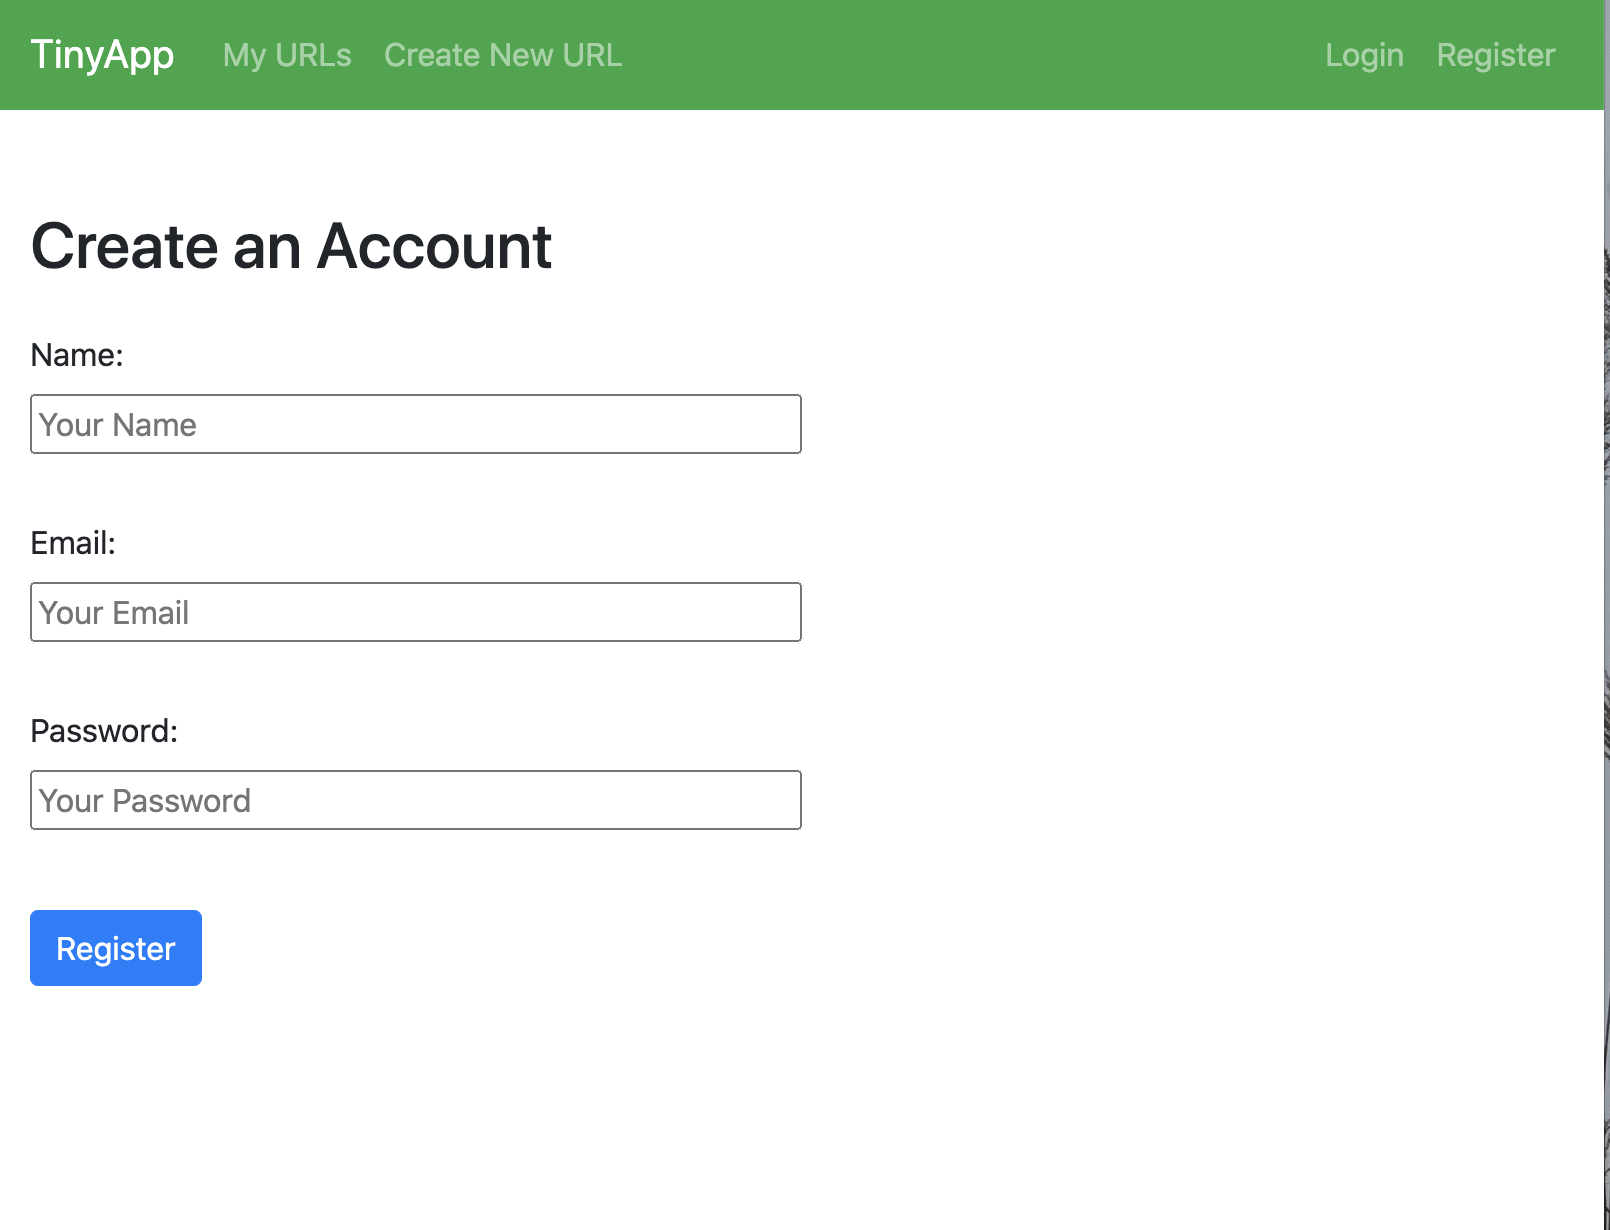 TinyApp My URLs Create New URL Login Register
Create an Account
Name:
Your Name
Email:
Your Email
Password:
Your Password
Register